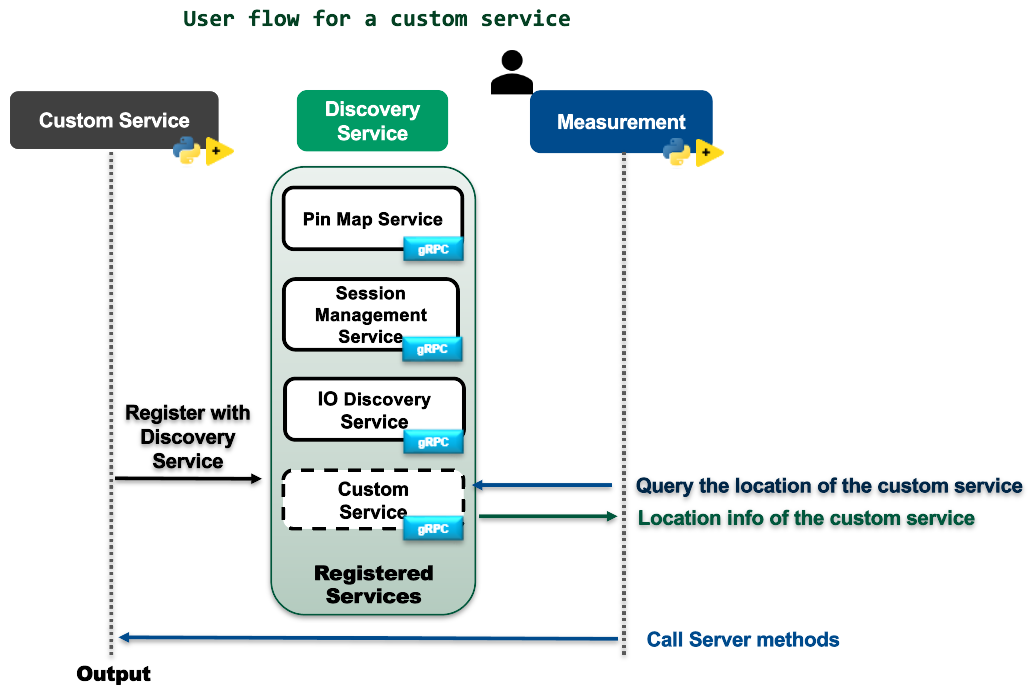 User flow for a custom service
Custom Service
Discovery
Service
Measurement
Pin Map Service
gRPC
Session
Management
Service
gRPC
IO Discovery
Service
gRPC
Register with
Discovery
Service
Custom
Service
gRPC
Query the location of the custom service
Location info of the custom service
Registered
Services
Call Server methods
Output